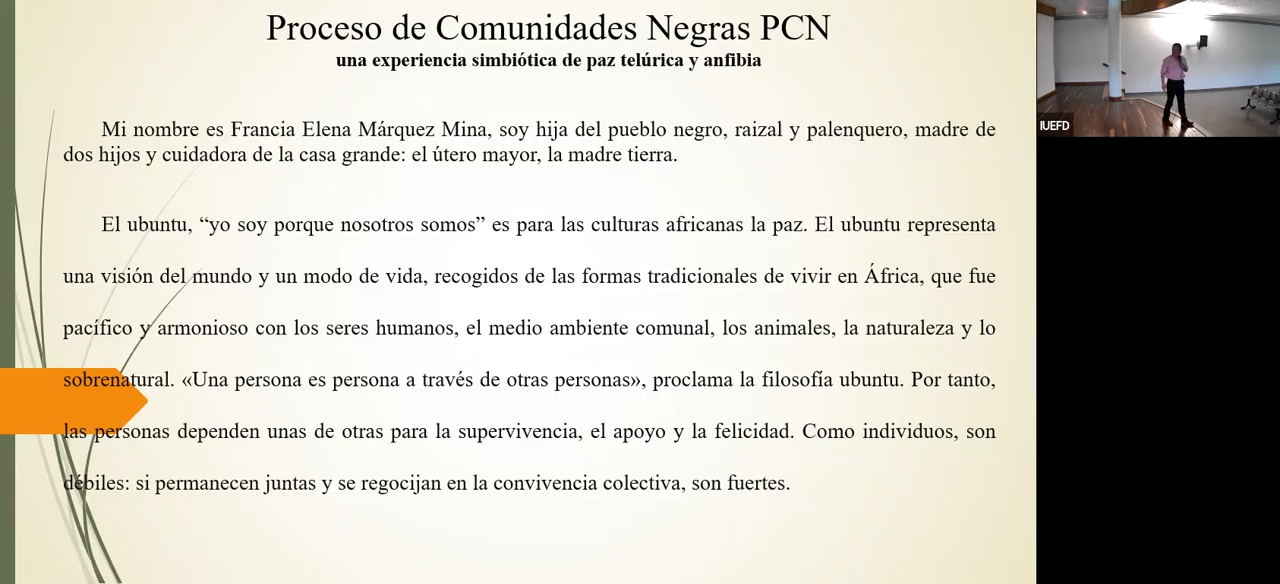 Proceso de Comunidades Negras PCN
una experiencia simbiótica de paz telúrica y anfibia
Mi nombre es Francia Elena Márquez Mina, soy hija del pueblo negro, raizal y palenquero, madre de
dos hijos y cuidadora de la casa grande: el útero mayor, la madre tierra.
El ubuntu, “yo soy porque nosotros somos” es para las culturas africanas la paz. El ubuntu representa
una visión del mundo y un modo de vida, recogidos de las formas tradicionales de vivir en África, que fue
pacífico y armonioso con los seres humanos, el medio ambiente comunal, los animales, la naturaleza y lo
sobrenatural. «Una persona es persona a través de otras personas», proclama la filosofía ubuntu. Por tanto,
las personas dependen unas de otras para la supervivencia, el apoyo y la felicidad. Como individuos, son
débiles: si permanecen juntas y se regocijan en la convivencia colectiva, son fuertes.
IUEFD